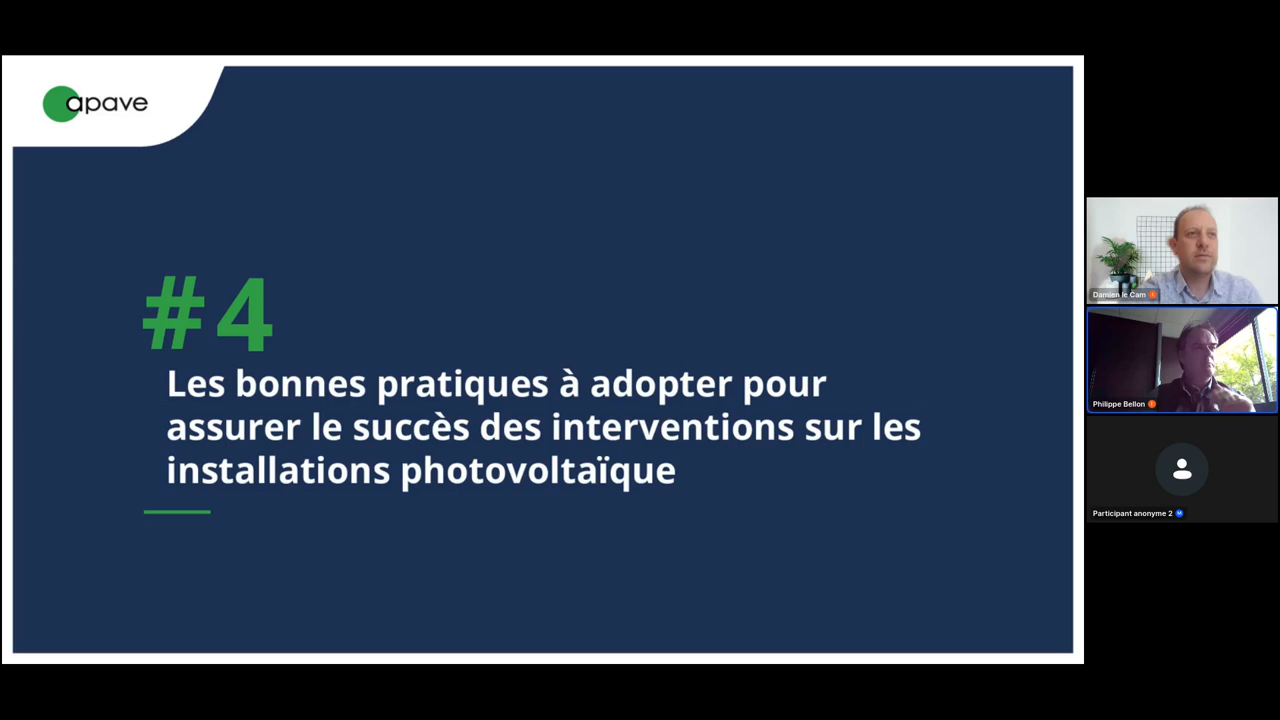 apave
#4
Les bonnes pratiques à adopter pour
assurer le succès des interventions sur les
installations photovoltaïque
Damien le Cam
Philippe Bellon
Participant anonyme 2